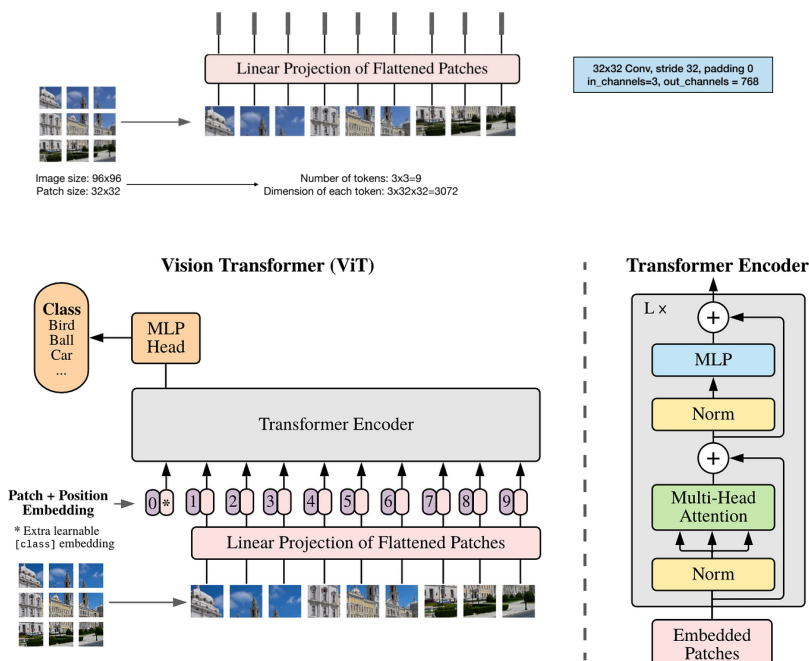 Linear Projection of Flattened Patches
32x32 Conv, stride 32, padding 0
in_channels=3, out_channels = 768
Image size: 96x96
Patch size: 32x32
Number of tokens: 3x3=9
Dimension of each token: 3x32x32=3072
Vision Transformer (ViT)
Class
Bird
Ball
Car
...
MLP
Head
Transformer Encoder
Patch + Position
Embedding
0 * 1 2 3 4 5 6 7 8 9
* Extra learnable
[class] embedding
Linear Projection of Flattened Patches
Transformer Encoder
L ×
+
MLP
Norm
+
Multi-Head
Attention
Norm
Embedded
Patches